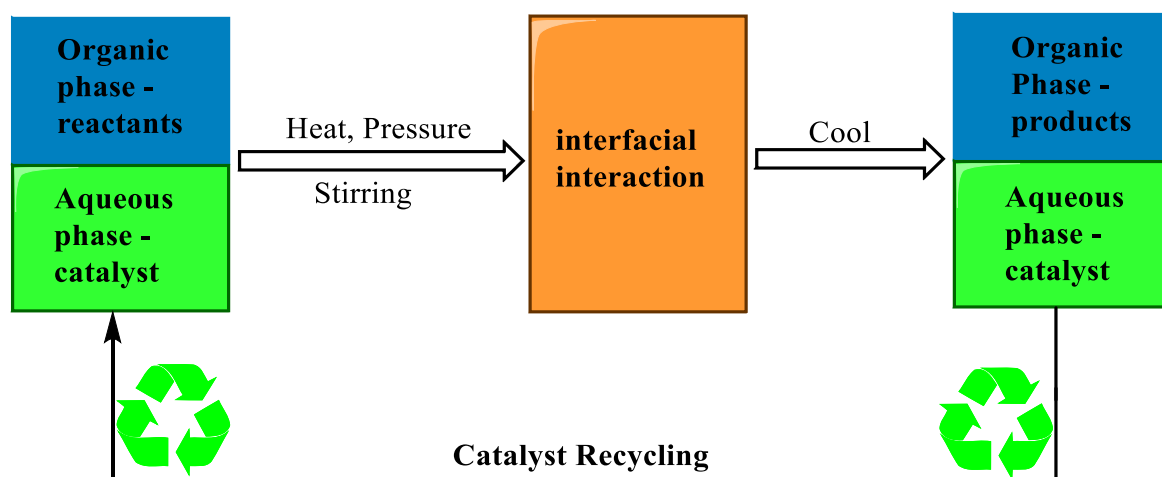 Organic
phase -
reactants
Aqueous
phase -
catalyst
Heat, Pressure
Stirring
interfacial
interaction
Cool
Organic
Phase -
products
Aqueous
phase -
catalyst
Catalyst Recycling